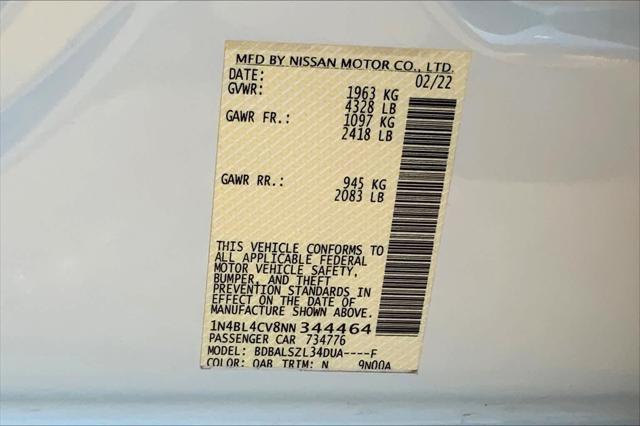 MFD BY NISSAN MOTOR CO., LTD.
DATE: 02/22
GVWR: 1963 KG
4328 LB
GAWR FR.: 1097 KG
2418 LB
GAWR RR.: 945 KG
2083 LB
THIS VEHICLE CONFORMS TO
ALL APPLICABLE FEDERAL
MOTOR VEHICLE SAFETY,
BUMPER, AND THEFT
PREVENTION STANDARDS IN
EFFECT ON THE DATE OF
MANUFACTURE SHOWN ABOVE.
1N4BL4CV8NN 344464
PASSENGER CAR 734776
MODEL: BDBALSZL34DUA----F
COLOR: QAB TRIM: N 9N00A